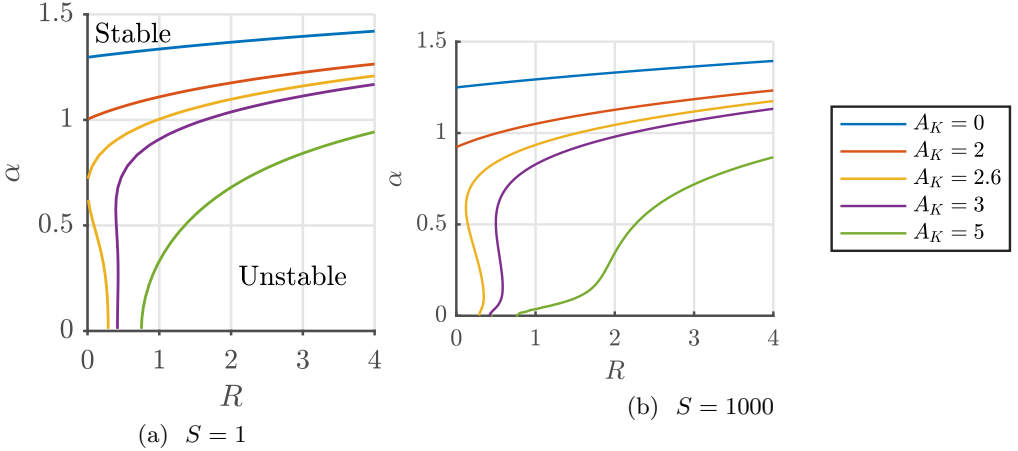 1.5
1
0.5
0
α
Stable
Unstable
0 1 2 3 4
R
(a) S = 1
1.5
1
0.5
0
α
0 1 2 3 4
R
(b) S = 1000
A_K = 0
A_K = 2
A_K = 2.6
A_K = 3
A_K = 5